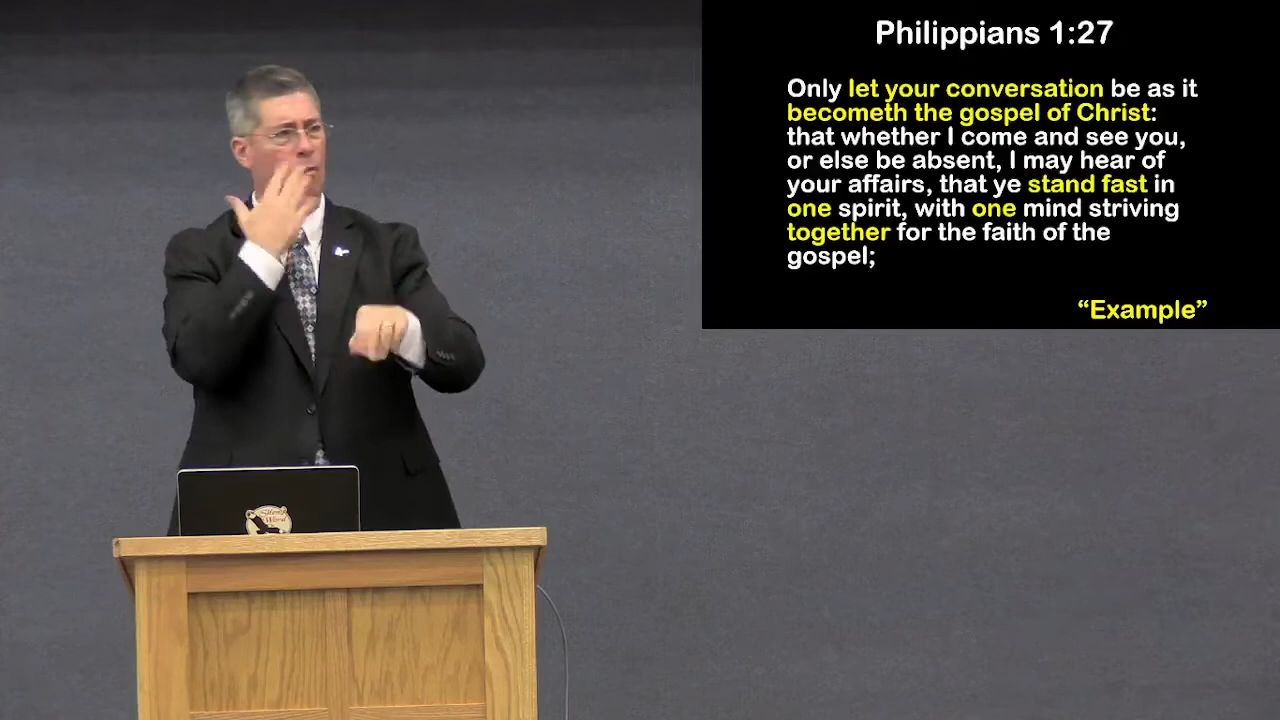 Philippians 1:27
Only let your conversation be as it
becometh the gospel of Christ:
that whether I come and see you,
or else be absent, I may hear of
your affairs, that ye stand fast in
one spirit, with one mind striving
together for the faith of the
gospel;
“Example”
Silent
Word